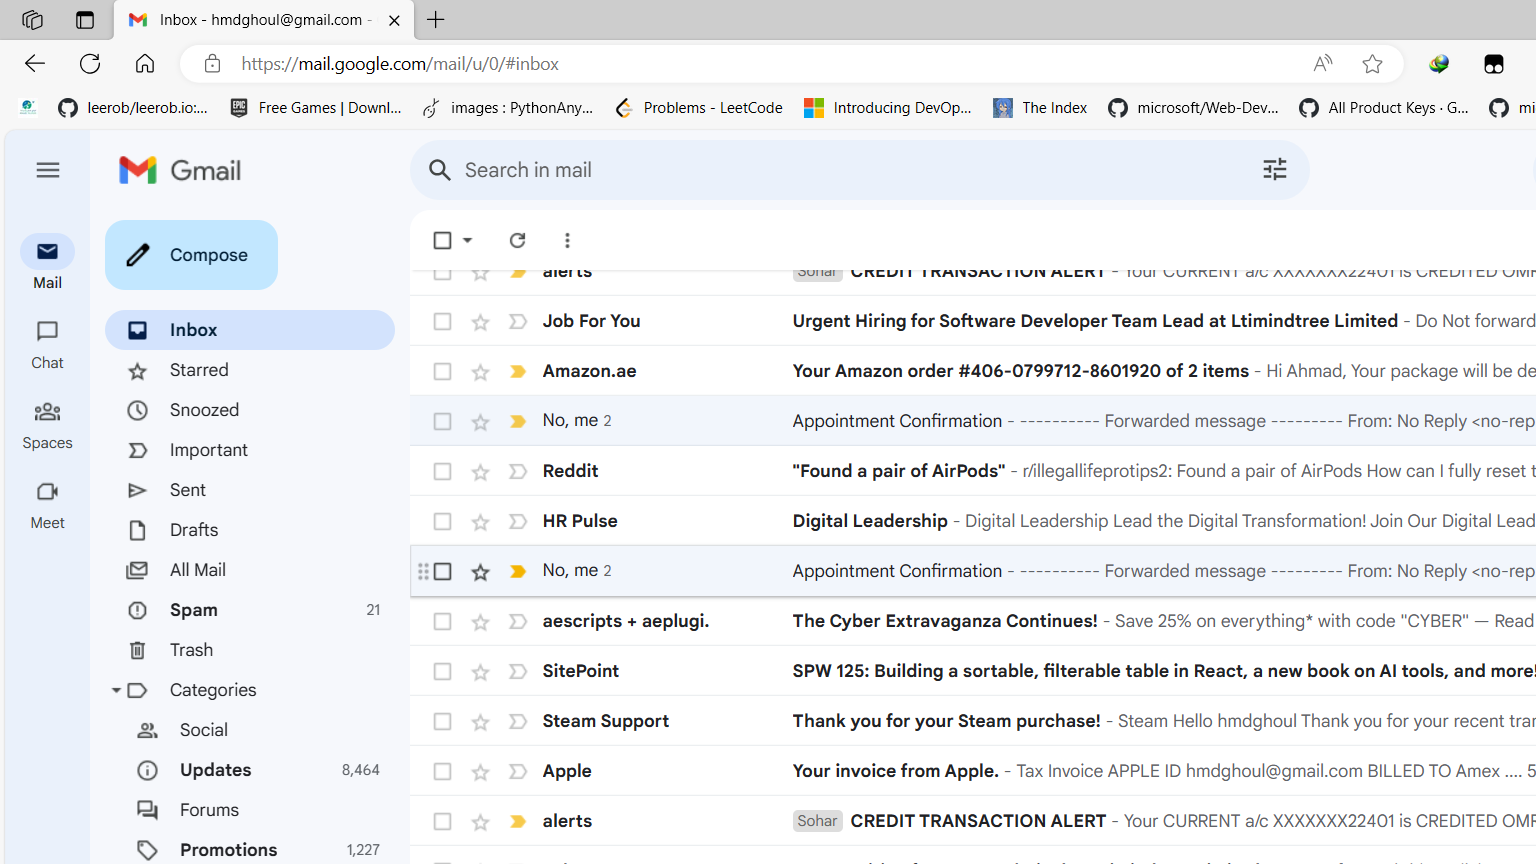 Inbox - hmdghoul@gmail.com -
https://mail.google.com/mail/u/0/#inbox
leerob/leerob.io:...
Free Games | Downl...
images : PythonAny...
Problems - LeetCode
Introducing DevOp...
The Index
microsoft/Web-Dev...
All Product Keys · G...
mi
Gmail
Search in mail
Compose
Mail
Chat
Spaces
Meet
Inbox
Starred
Snoozed
Important
Sent
Drafts
All Mail
Spam 21
Trash
Categories
Social
Updates 8,464
Forums
Promotions 1,227
alerts Sohar CREDIT TRANSACTION ALERT - Your CURRENT a/c XXXXXXX22401 is CREDITED OMR
Job For You Urgent Hiring for Software Developer Team Lead at Ltimindtree Limited - Do Not forward
Amazon.ae Your Amazon order #406-0799712-8601920 of 2 items - Hi Ahmad, Your package will be de
No, me 2 Appointment Confirmation - ---------- Forwarded message --------- From: No Reply <no-rep
Reddit "Found a pair of AirPods" - r/illegallifeprotips2: Found a pair of AirPods How can I fully reset t
HR Pulse Digital Leadership - Digital Leadership Lead the Digital Transformation! Join Our Digital Lead
No, me 2 Appointment Confirmation - ---------- Forwarded message --------- From: No Reply <no-rep
aescripts + aeplugi. The Cyber Extravaganza Continues! - Save 25% on everything* with code "CYBER" — Read
SitePoint SPW 125: Building a sortable, filterable table in React, a new book on AI tools, and more!
Steam Support Thank you for your Steam purchase! - Steam Hello hmdghoul Thank you for your recent tran
Apple Your invoice from Apple. - Tax Invoice APPLE ID hmdghoul@gmail.com BILLED TO Amex .... 5
alerts Sohar CREDIT TRANSACTION ALERT - Your CURRENT a/c XXXXXXX22401 is CREDITED OMR